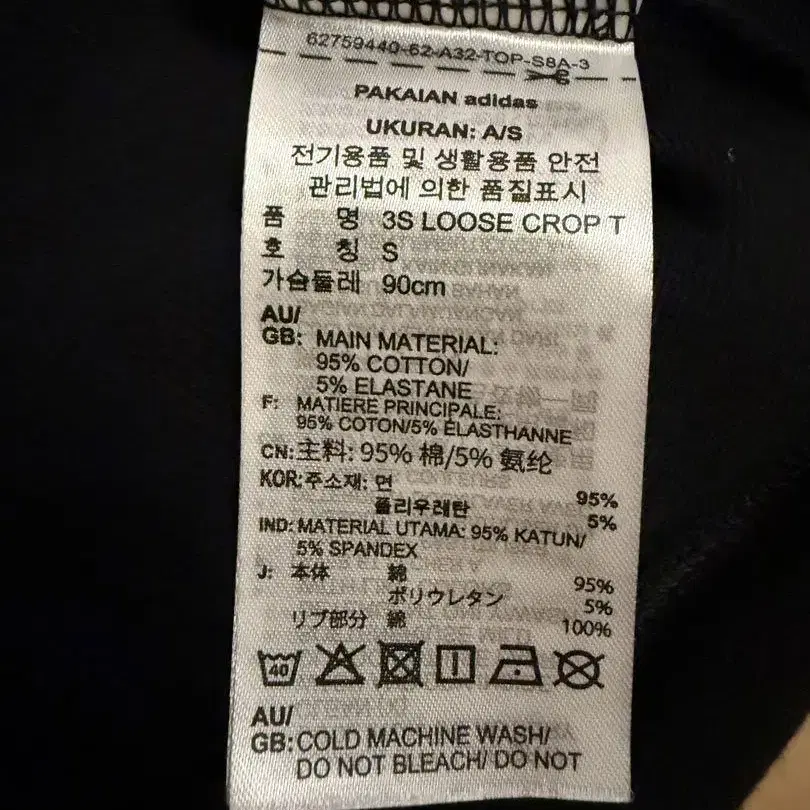 62759440-62-A32-TOP-S8A-3
PAKAIAN adidas
UKURAN: A/S
전기용품 및 생활용품 안전
관리법에 의한 품질표시
품 명 3S LOOSE CROP T
호 칭 S
가슴둘레 90cm
AU/
GB: MAIN MATERIAL:
95% COTTON/
5% ELASTANE
F: MATIERE PRINCIPALE:
95% COTON/5% ÉLASTHANNE
CN: 主料: 95% 棉/5% 氨纶
KOR: 주소재: 면 95%
폴리우레탄 5%
IND: MATERIAL UTAMA: 95% KATUN/
5% SPANDEX
J: 本体 綿 95%
ポリウレタン 5%
リブ部分 綿 100%
40
AU/
GB: COLD MACHINE WASH/
DO NOT BLEACH/ DO NOT